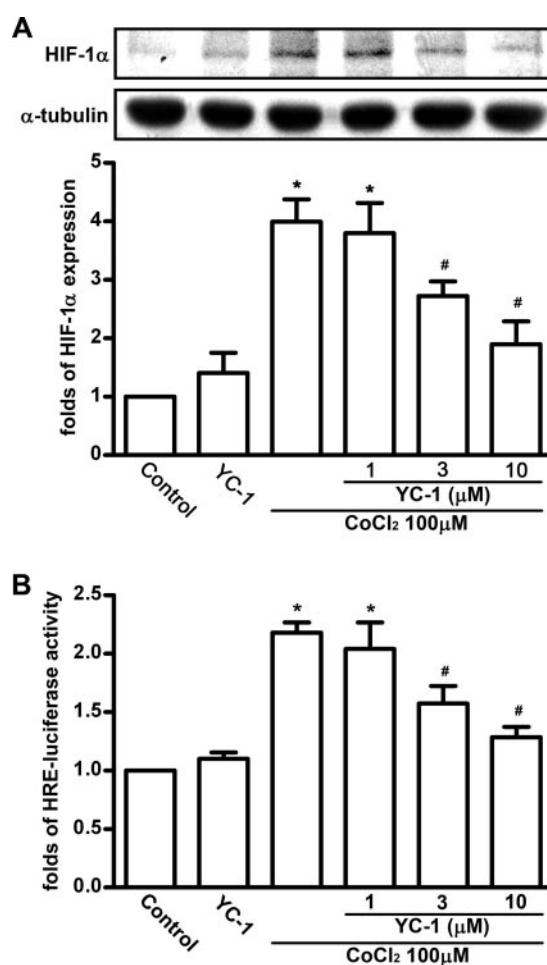 A
HIF-1α
α-tubulin
folds of HIF-1α expression
5
4
3
2
1
0
* * # #
Control YC-1 1 3 10
YC-1 (μM)
CoCl₂ 100μM
B
folds of HRE-luciferase activity
2.5
2.0
1.5
1.0
0.5
0.0
* * # #
Control YC-1 1 3 10
YC-1 (μM)
CoCl₂ 100μM